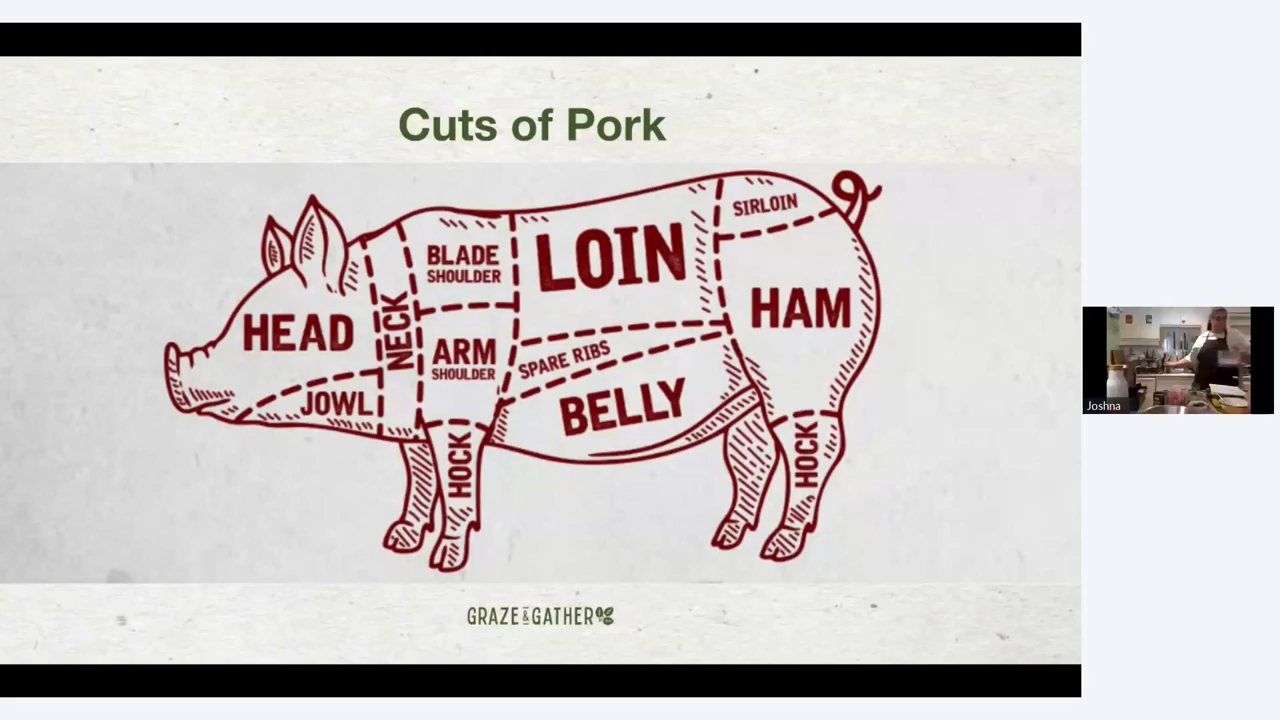 Cuts of Pork
SIRLOIN
BLADE
SHOULDER
LOIN
HEAD
NECK
HAM
ARM
SHOULDER
SPARE RIBS
JOWL
BELLY
HOCK
HOCK
GRAZE & GATHER
Joshna